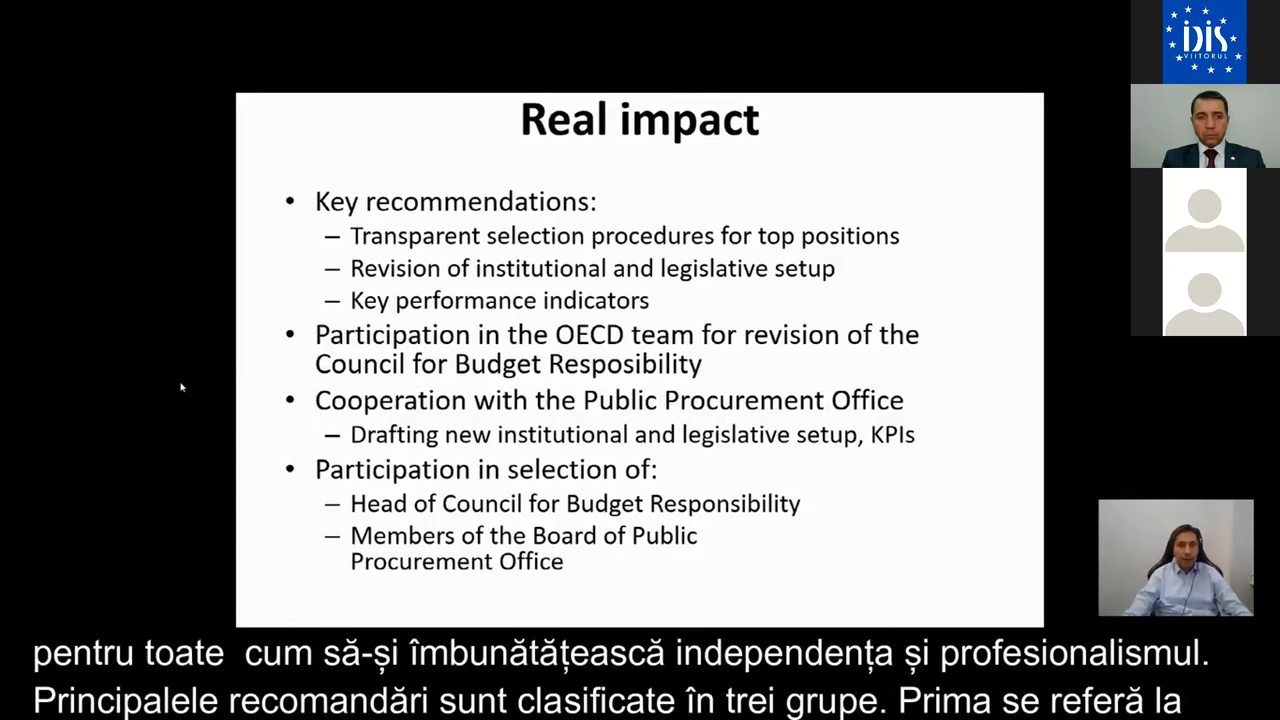 iDiS
VIITORUL
Real impact
• Key recommendations:
– Transparent selection procedures for top positions
– Revision of institutional and legislative setup
– Key performance indicators
• Participation in the OECD team for revision of the
Council for Budget Resposibility
• Cooperation with the Public Procurement Office
– Drafting new institutional and legislative setup, KPIs
• Participation in selection of:
– Head of Council for Budget Responsibility
– Members of the Board of Public
Procurement Office
pentru toate cum să-și îmbunătățească independența și profesionalismul.
Principalele recomandări sunt clasificate în trei grupe. Prima se referă la